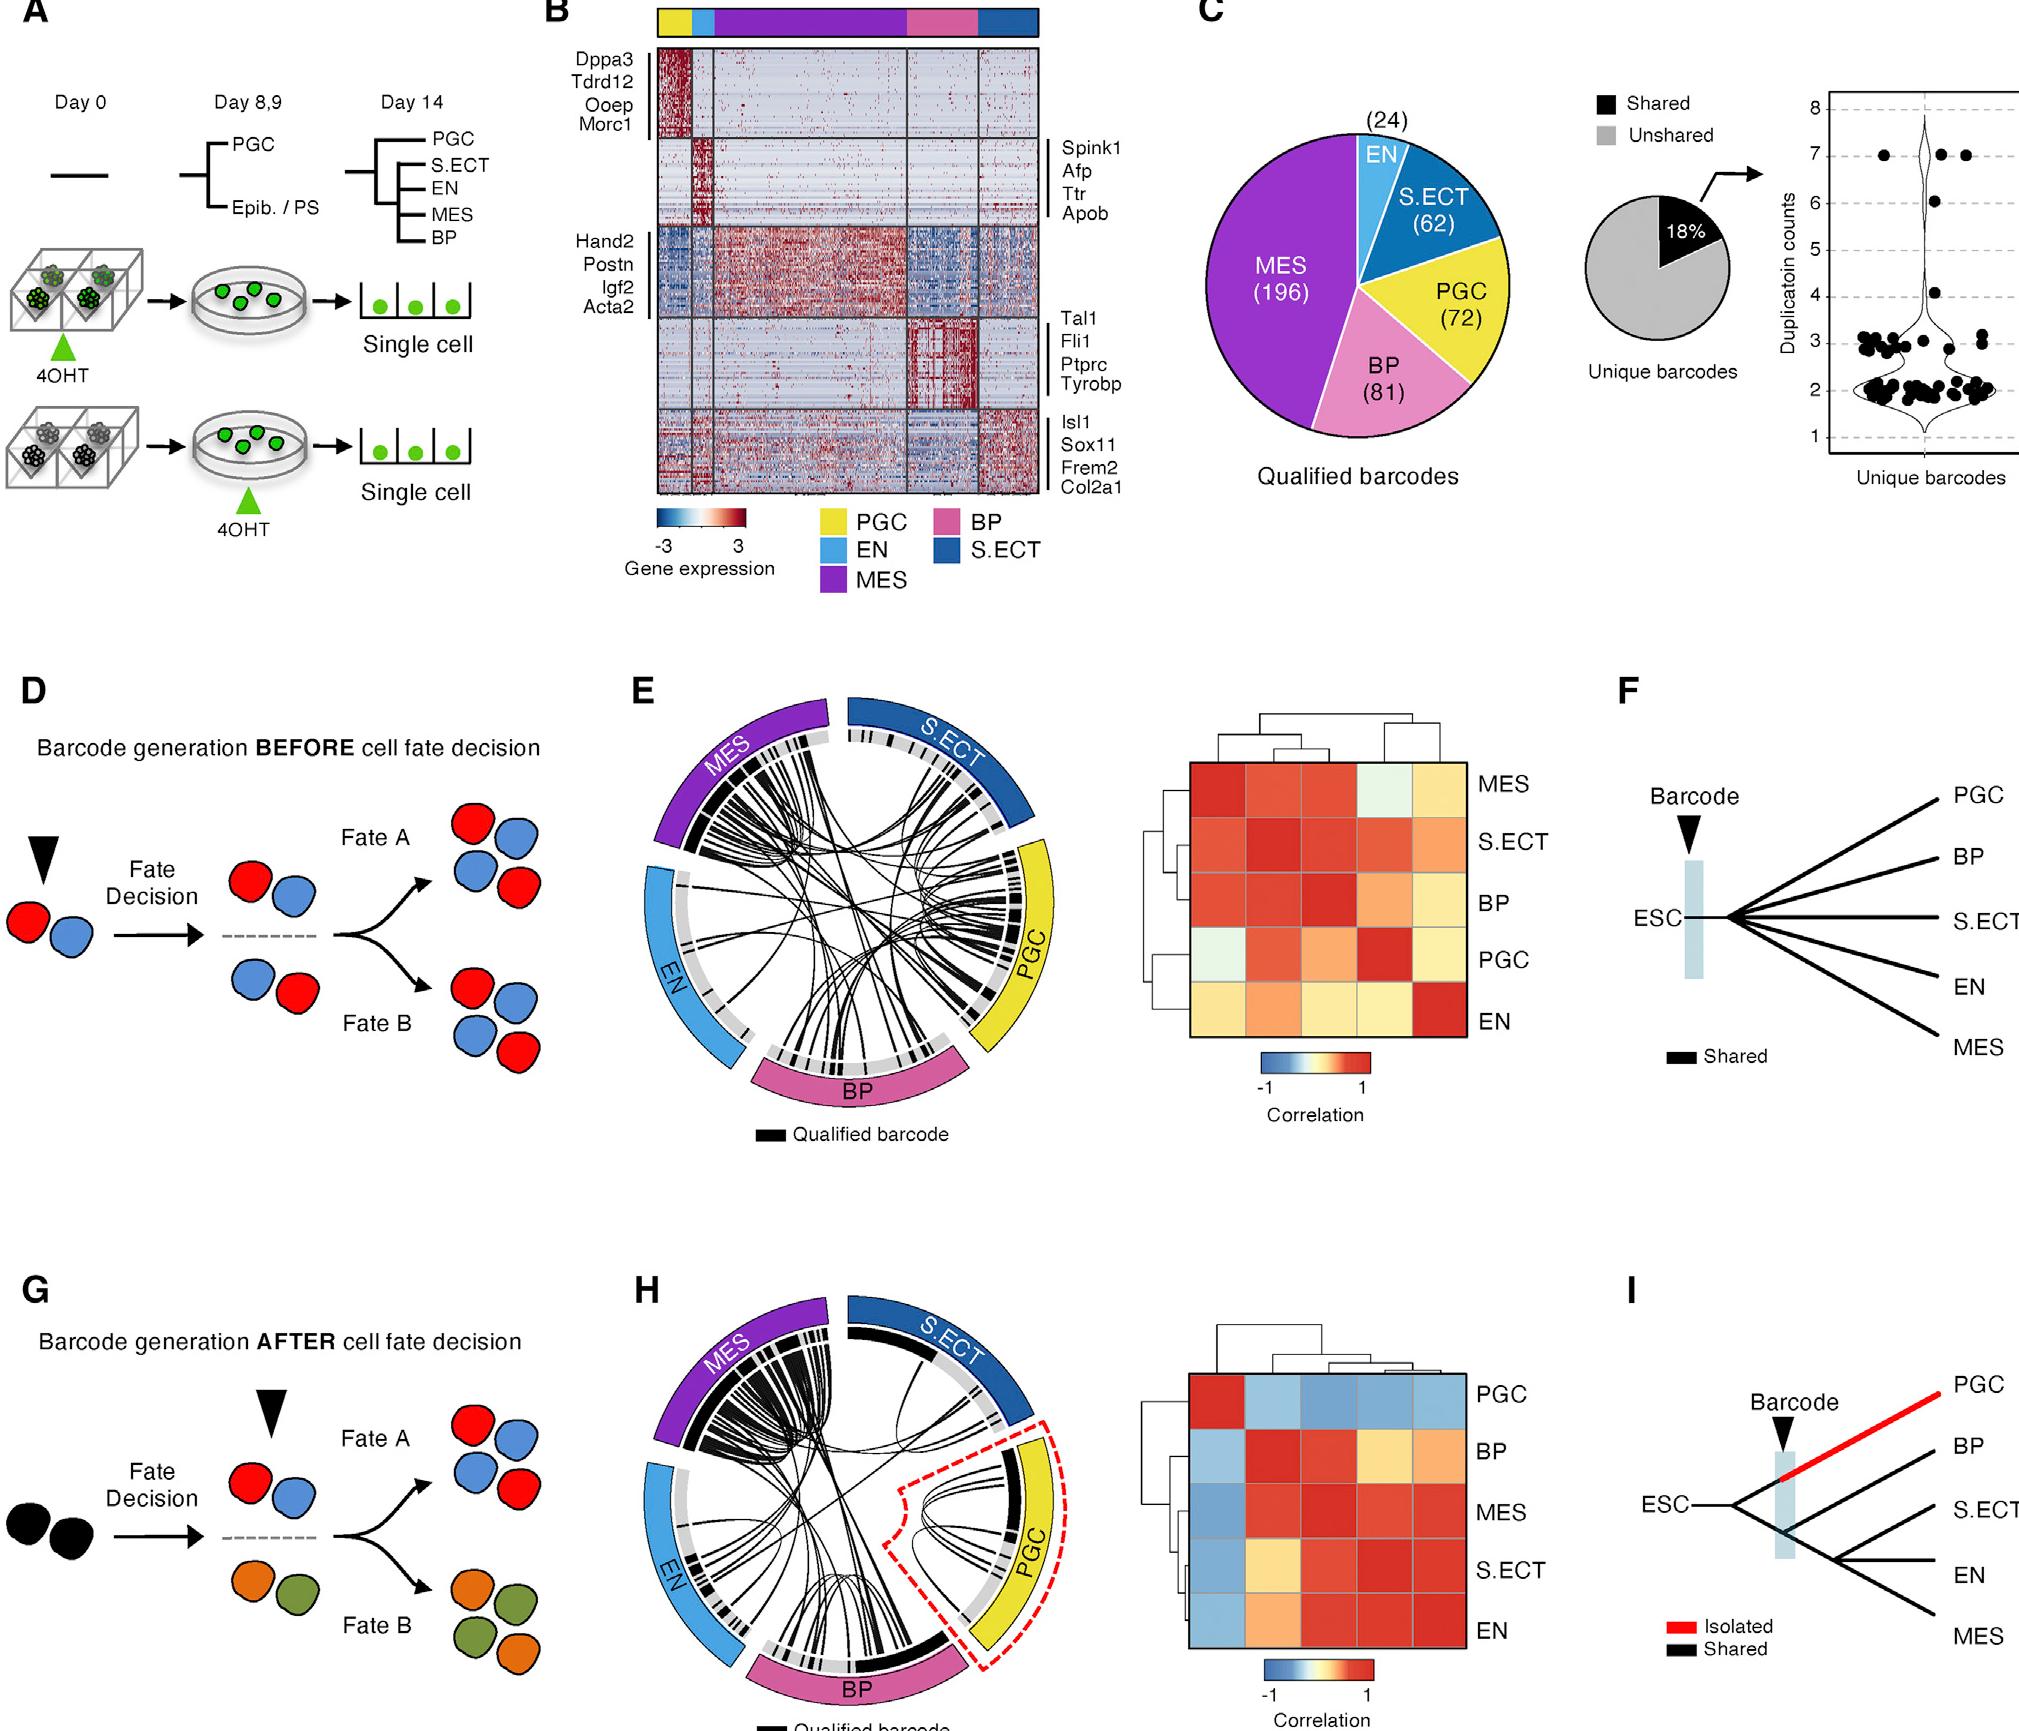 A
Day 0
Day 8,9
Day 14
PGC
Epib. / PS
PGC
S.ECT
EN
MES
BP
4OHT
Single cell
4OHT
Single cell
B
Dppa3
Tdrd12
Ooep
Morc1
Spink1
Afp
Ttr
Apob
Hand2
Postn
Igf2
Acta2
Tal1
Fli1
Ptprc
Tyrobp
Isl1
Sox11
Frem2
Col2a1
-3
3
Gene expression
PGC
EN
MES
BP
S.ECT
C
(24)
EN
S.ECT
(62)
PGC
(72)
BP
(81)
MES
(196)
Qualified barcodes
Shared
Unshared
18%
Unique barcodes
Duplicatoin counts
8
7
6
5
4
3
2
1
Unique barcodes
D
Barcode generation BEFORE cell fate decision
Fate
Decision
Fate A
Fate B
E
MES
S.ECT
PGC
BP
EN
Qualified barcode
MES
S.ECT
BP
PGC
EN
-1
1
Correlation
F
Barcode
ESC
PGC
BP
S.ECT
EN
MES
Shared
G
Barcode generation AFTER cell fate decision
Fate
Decision
Fate A
Fate B
H
MES
S.ECT
PGC
BP
EN
Qualified barcode
PGC
BP
MES
S.ECT
EN
-1
1
Correlation
I
Barcode
ESC
PGC
BP
S.ECT
EN
MES
Isolated
Shared